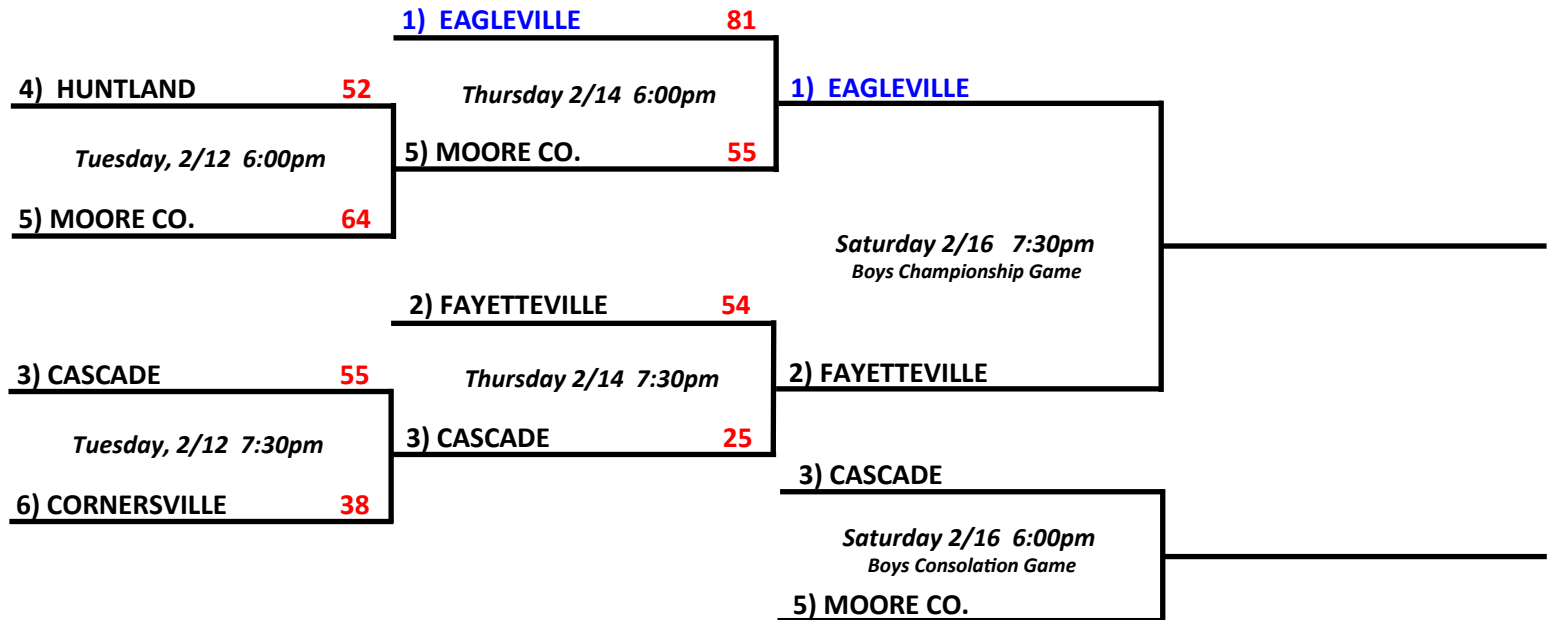 1) EAGLEVILLE 81
4) HUNTLAND 52
Thursday 2/14 6:00pm
1) EAGLEVILLE
Tuesday, 2/12 6:00pm
5) MOORE CO. 55
5) MOORE CO. 64
Saturday 2/16 7:30pm
Boys Championship Game
2) FAYETTEVILLE 54
3) CASCADE 55
Thursday 2/14 7:30pm
2) FAYETTEVILLE
Tuesday, 2/12 7:30pm
3) CASCADE 25
3) CASCADE
6) CORNERSVILLE 38
Saturday 2/16 6:00pm
Boys Consolation Game
5) MOORE CO.